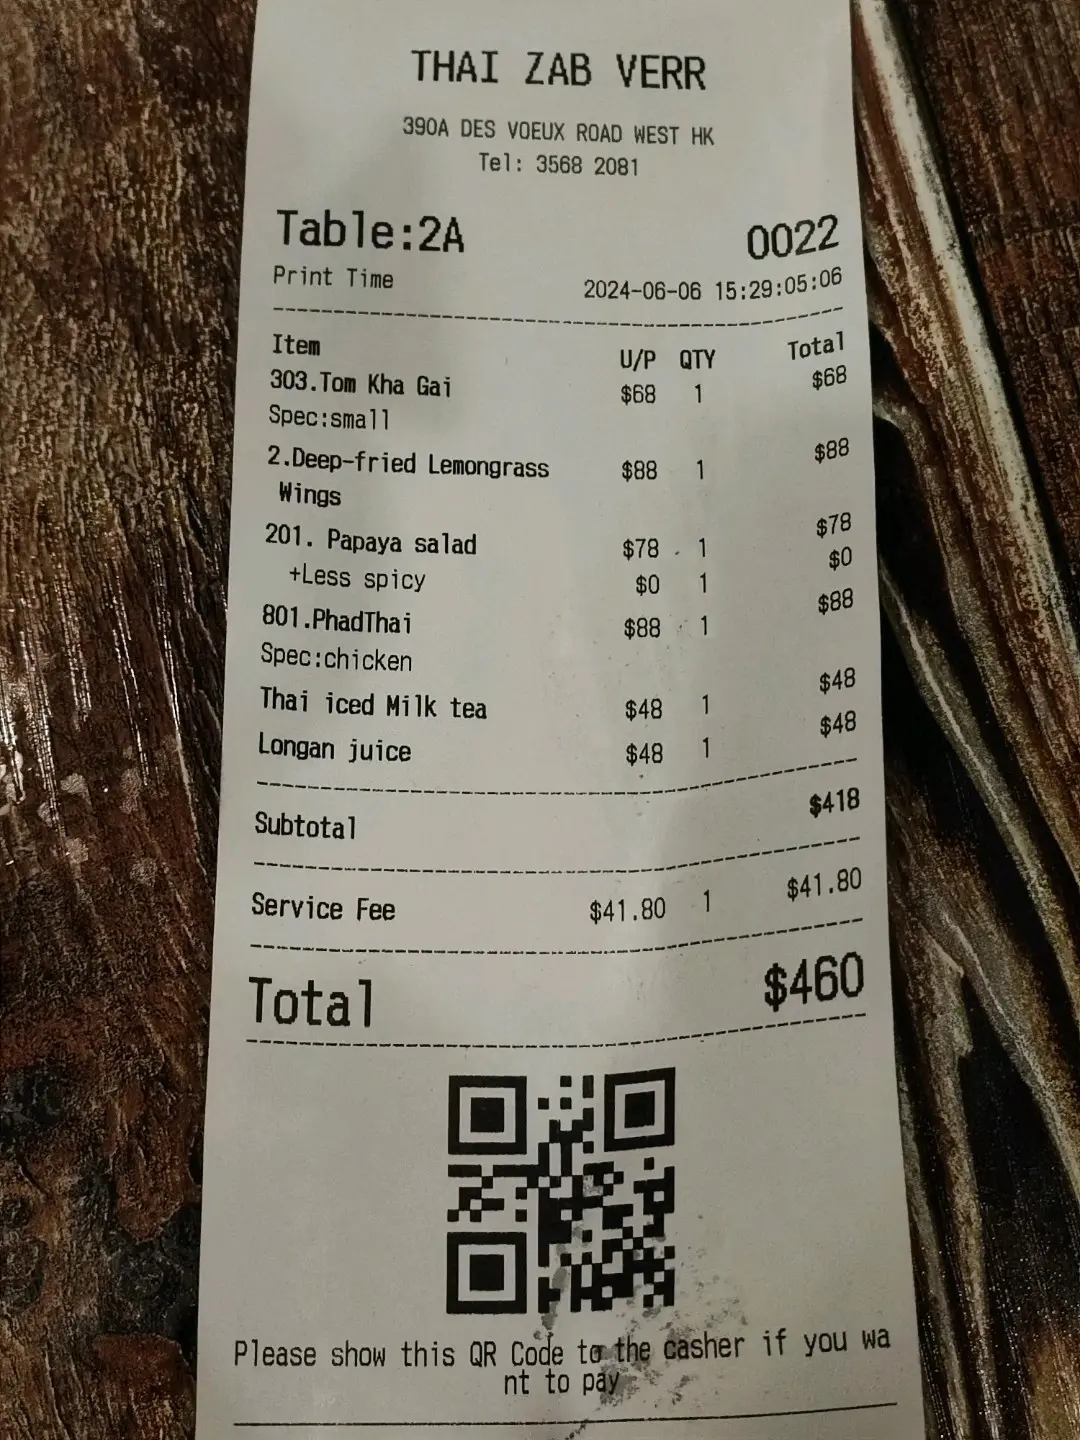 THAI ZAB VERR
390A DES VOEUX ROAD WEST HK
Tel: 3568 2081
Table:2A 0022
Print Time 2024-06-06 15:29:05:06
Item U/P QTY Total
303.Tom Kha Gai $68 1 $68
Spec:small
2.Deep-fried Lemongrass $88 1 $88
Wings
201. Papaya salad $78 1 $78
+Less spicy $0 1 $0
801.PhadThai $88 1 $88
Spec:chicken
Thai iced Milk tea $48 1 $48
Longan juice $48 1 $48
Subtotal $418
Service Fee $41.80 1 $41.80
Total $460
Please show this QR Code to the casher if you wa
nt to pay